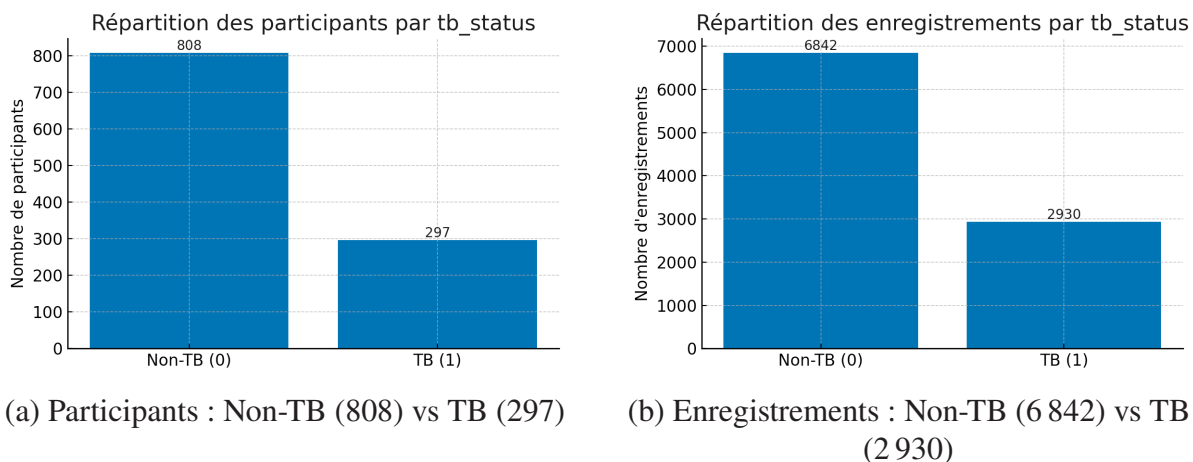 Répartition des participants par tb_status
Nombre de participants
800
700
600
500
400
300
200
100
0
808
297
Non-TB (0)
TB (1)
(a) Participants : Non-TB (808) vs TB (297)
Répartition des enregistrements par tb_status
Nombre d'enregistrements
7000
6000
5000
4000
3000
2000
1000
0
6842
2930
Non-TB (0)
TB (1)
(b) Enregistrements : Non-TB (6 842) vs TB
(2 930)